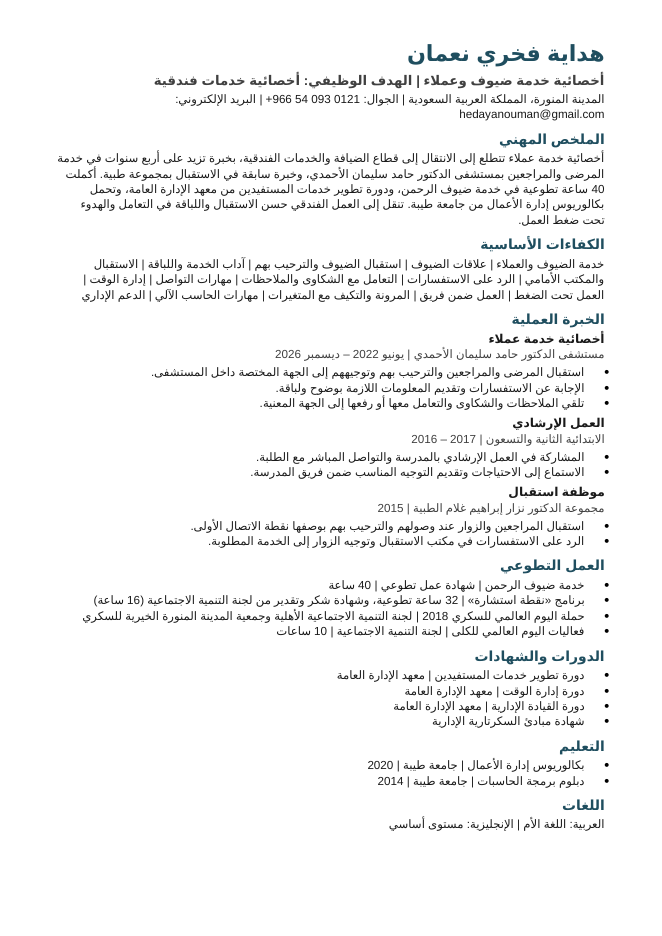 هداية فخري نعمان
أخصائية خدمة ضيوف وعملاء | الهدف الوظيفي: أخصائية خدمات فندقية
المدينة المنورة، المملكة العربية السعودية | الجوال: 0121 093 54 966+ | البريد الإلكتروني:
hedayanouman@gmail.com
الملخص المهني
أخصائية خدمة عملاء تتطلع إلى الانتقال إلى قطاع الضيافة والخدمات الفندقية، بخبرة تزيد على أربع سنوات في خدمة
المرضى والمراجعين بمستشفى الدكتور حامد سليمان الأحمدي، وخبرة سابقة في الاستقبال بمجموعة طبية. أكملت
40 ساعة تطوعية في خدمة ضيوف الرحمن، ودورة تطوير خدمات المستفيدين من معهد الإدارة العامة، وتحمل
بكالوريوس إدارة الأعمال من جامعة طيبة. تنقل إلى العمل الفندقي حسن الاستقبال واللباقة في التعامل والهدوء
تحت ضغط العمل.
الكفاءات الأساسية
خدمة الضيوف والعملاء | علاقات الضيوف | استقبال الضيوف والترحيب بهم | آداب الخدمة واللباقة | الاستقبال
والمكتب الأمامي | الرد على الاستفسارات | التعامل مع الشكاوى والملاحظات | مهارات التواصل | إدارة الوقت |
العمل تحت الضغط | العمل ضمن فريق | المرونة والتكيف مع المتغيرات | مهارات الحاسب الآلي | الدعم الإداري
الخبرة العملية
أخصائية خدمة عملاء
مستشفى الدكتور حامد سليمان الأحمدي | يونيو 2022 – ديسمبر 2026
• استقبال المرضى والمراجعين والترحيب بهم وتوجيههم إلى الجهة المختصة داخل المستشفى.
• الإجابة عن الاستفسارات وتقديم المعلومات اللازمة بوضوح ولباقة.
• تلقي الملاحظات والشكاوى والتعامل معها أو رفعها إلى الجهة المعنية.
العمل الإرشادي
الابتدائية الثانية والتسعون | 2017 – 2016
• المشاركة في العمل الإرشادي بالمدرسة والتواصل المباشر مع الطلبة.
• الاستماع إلى الاحتياجات وتقديم التوجيه المناسب ضمن فريق المدرسة.
موظفة استقبال
مجموعة الدكتور نزار إبراهيم غلام الطبية | 2015
• استقبال المراجعين والزوار عند وصولهم والترحيب بهم بوصفها نقطة الاتصال الأولى.
• الرد على الاستفسارات في مكتب الاستقبال وتوجيه الزوار إلى الخدمة المطلوبة.
العمل التطوعي
• خدمة ضيوف الرحمن | شهادة عمل تطوعي | 40 ساعة
• برنامج «نقطة استشارة» | 32 ساعة تطوعية، وشهادة شكر وتقدير من لجنة التنمية الاجتماعية (16 ساعة)
• حملة اليوم العالمي للسكري 2018 | لجنة التنمية الاجتماعية الأهلية وجمعية المدينة المنورة الخيرية للسكري
• فعاليات اليوم العالمي للكلى | لجنة التنمية الاجتماعية | 10 ساعات
الدورات والشهادات
• دورة تطوير خدمات المستفيدين | معهد الإدارة العامة
• دورة إدارة الوقت | معهد الإدارة العامة
• دورة القيادة الإدارية | معهد الإدارة العامة
• شهادة مبادئ السكرتارية الإدارية
التعليم
• بكالوريوس إدارة الأعمال | جامعة طيبة | 2020
• دبلوم برمجة الحاسبات | جامعة طيبة | 2014
اللغات
العربية: اللغة الأم | الإنجليزية: مستوى أساسي